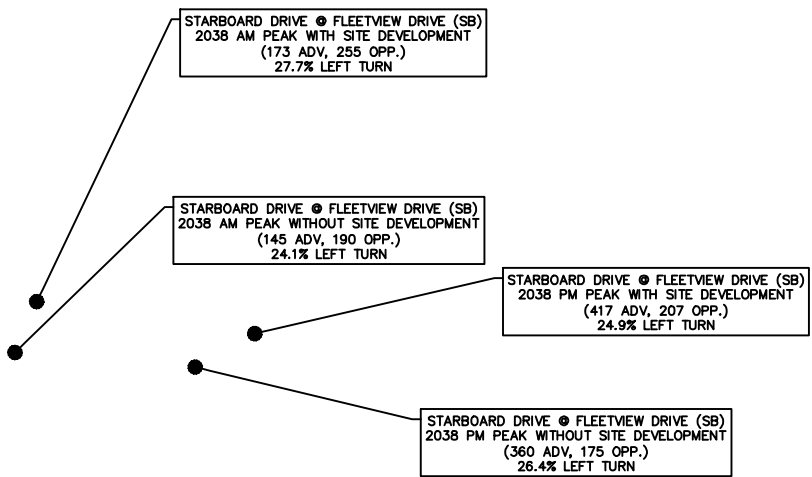 STARBOARD DRIVE @ FLEETVIEW DRIVE (SB)
2038 AM PEAK WITH SITE DEVELOPMENT
(173 ADV, 255 OPP.)
27.7% LEFT TURN
STARBOARD DRIVE @ FLEETVIEW DRIVE (SB)
2038 AM PEAK WITHOUT SITE DEVELOPMENT
(145 ADV, 190 OPP.)
24.1% LEFT TURN
STARBOARD DRIVE @ FLEETVIEW DRIVE (SB)
2038 PM PEAK WITH SITE DEVELOPMENT
(417 ADV, 207 OPP.)
24.9% LEFT TURN
STARBOARD DRIVE @ FLEETVIEW DRIVE (SB)
2038 PM PEAK WITHOUT SITE DEVELOPMENT
(360 ADV, 175 OPP.)
26.4% LEFT TURN